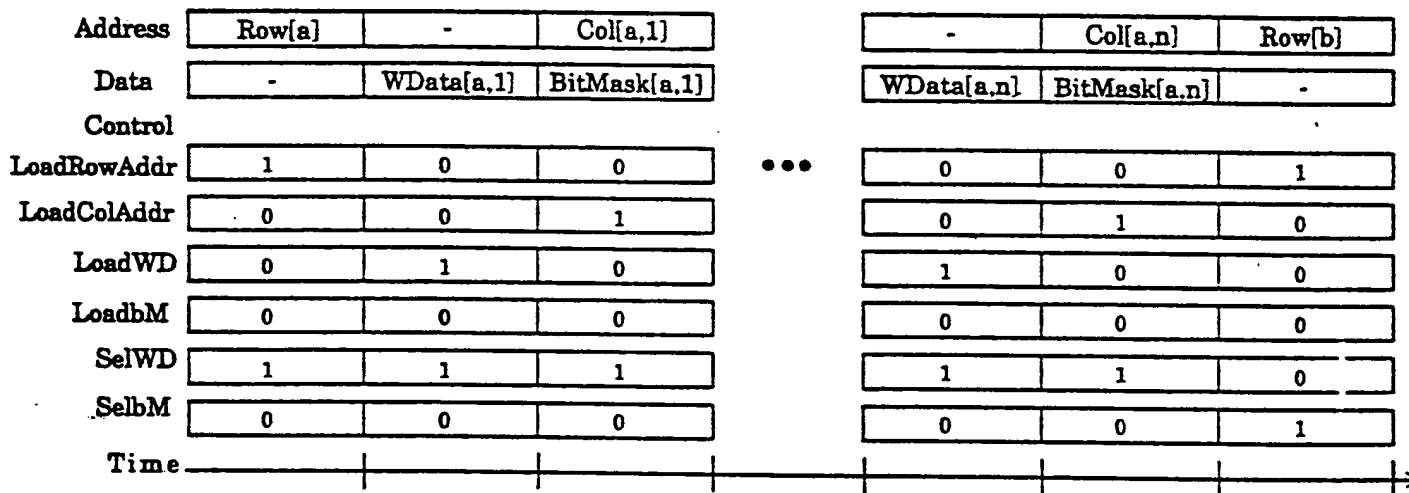 Address Row[a] - Col[a,1] - Col[a,n] Row[b]
Data - WData[a,1] BitMask[a,1] WData[a,n] BitMask[a,n] -
Control
LoadRowAddr 1 0 0 ••• 0 0 1
LoadColAddr 0 0 1 0 1 0
LoadWD 0 1 0 1 0 0
LoadbM 0 0 0 0 0 0
SelWD 1 1 1 1 1 0
SelbM 0 0 0 0 0 1
Time